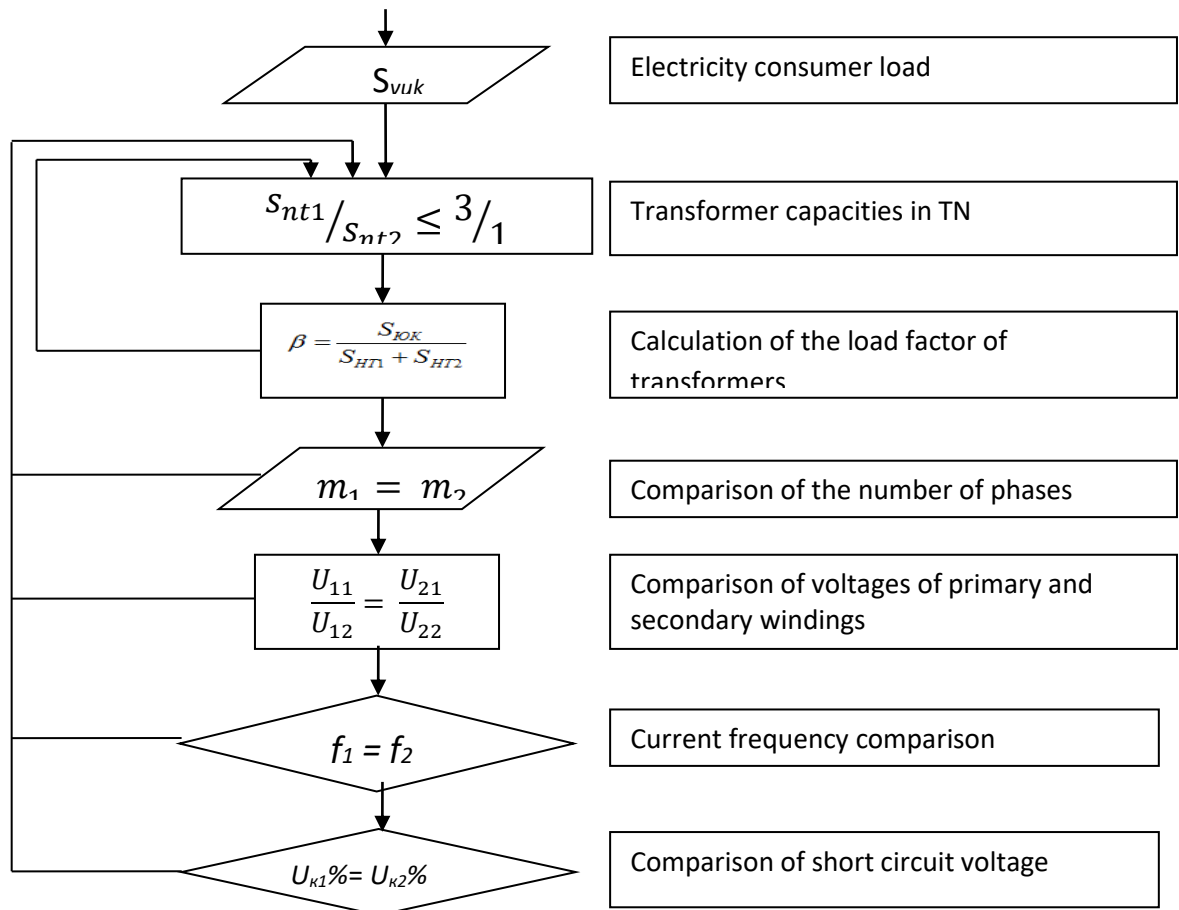 S_vuk
Electricity consumer load
s_nt1/s_nt2 ≤ 3/1
Transformer capacities in TN
β = S_ЮК / (S_НТ1 + S_НТ2)
Calculation of the load factor of
transformers
m_1 = m_2
Comparison of the number of phases
U_11/U_12 = U_21/U_22
Comparison of voltages of primary and
secondary windings
f_1 = f_2
Current frequency comparison
U_к1%= U_к2%
Comparison of short circuit voltage